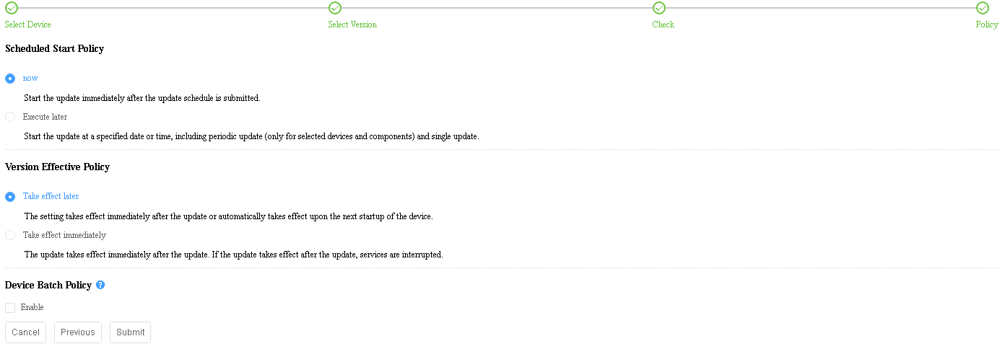 Select Device Select Version Check Policy
Scheduled Start Policy
now
Start the update immediately after the update schedule is submitted.
Execute later
Start the update at a specified date or time, including periodic update (only for selected devices and components) and single update.
Version Effective Policy
Take effect later
The setting takes effect immediately after the update or automatically takes effect upon the next startup of the device.
Take effect immediately
The update takes effect immediately after the update. If the update takes effect after the update, services are interrupted.
Device Batch Policy ?
Enable
Cancel Previous Submit